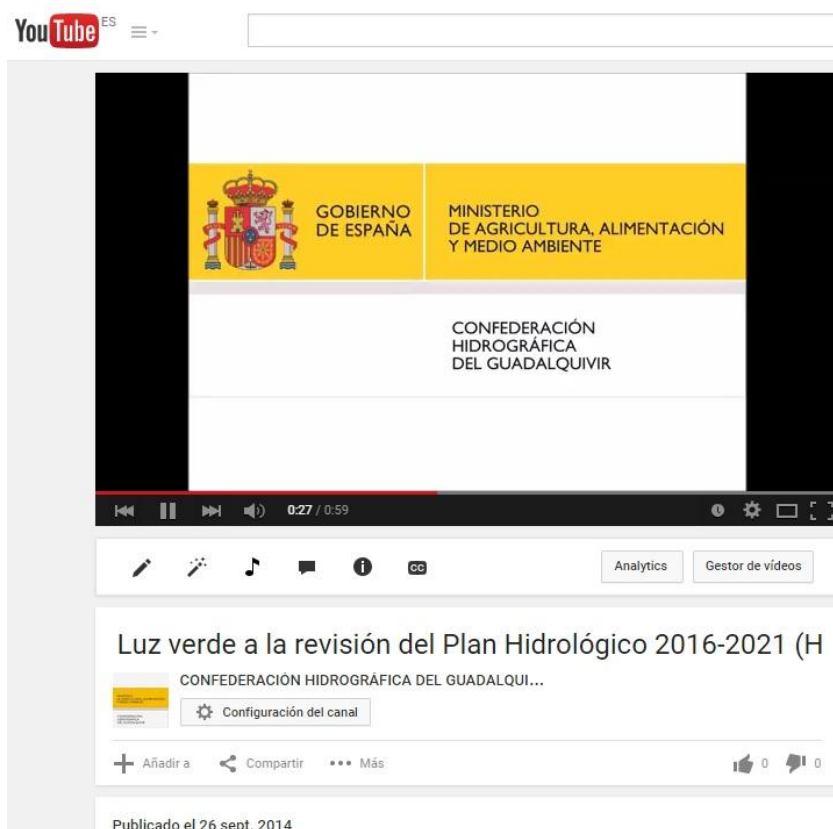 YouTube ES
GOBIERNO
DE ESPAÑA
MINISTERIO
DE AGRICULTURA, ALIMENTACIÓN
Y MEDIO AMBIENTE
CONFEDERACIÓN
HIDROGRÁFICA
DEL GUADALQUIVIR
0:27 / 0:59
CC
Analytics
Gestor de vídeos
Luz verde a la revisión del Plan Hidrológico 2016-2021 (H
CONFEDERACIÓN HIDROGRÁFICA DEL GUADALQUI...
Configuración del canal
Añadir a
Compartir
Más
0
0
Publicado el 26 sept. 2014